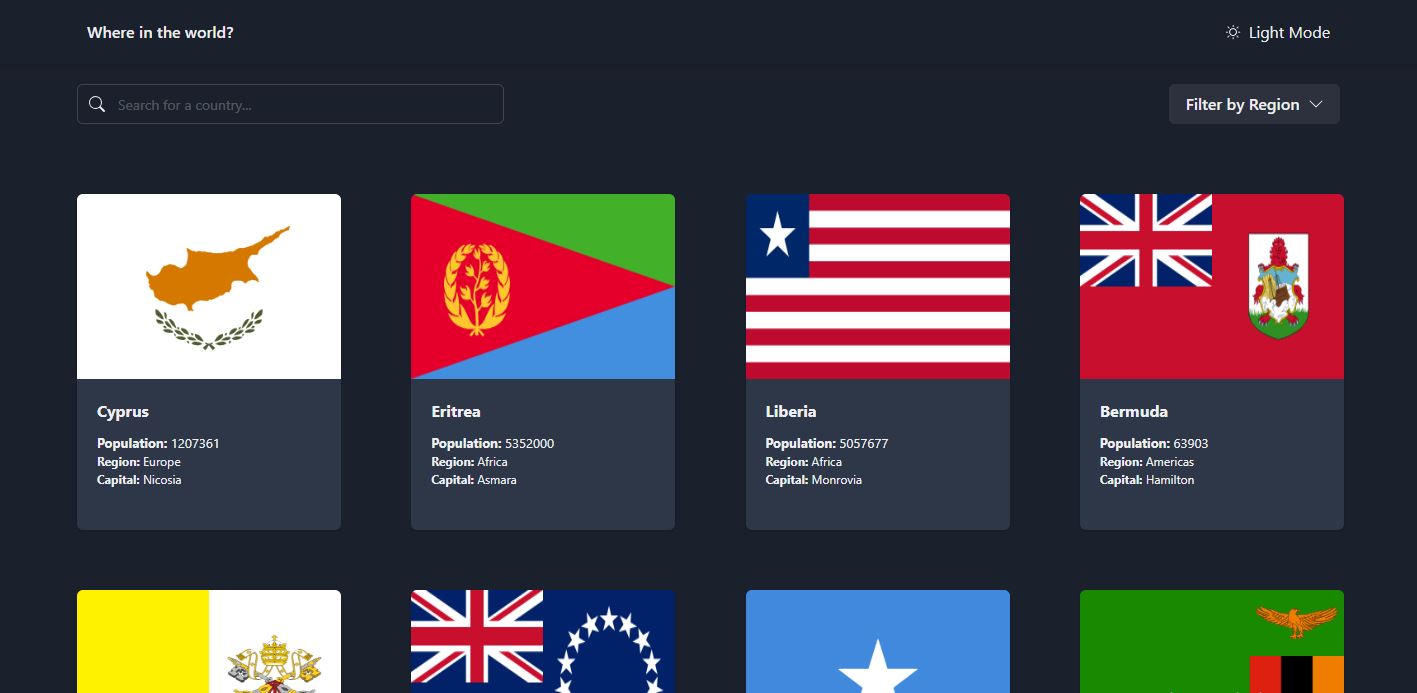 Where in the world?
Light Mode
Search for a country...
Filter by Region
Cyprus
Population: 1207361
Region: Europe
Capital: Nicosia
Eritrea
Population: 5352000
Region: Africa
Capital: Asmara
Liberia
Population: 5057677
Region: Africa
Capital: Monrovia
Bermuda
Population: 63903
Region: Americas
Capital: Hamilton